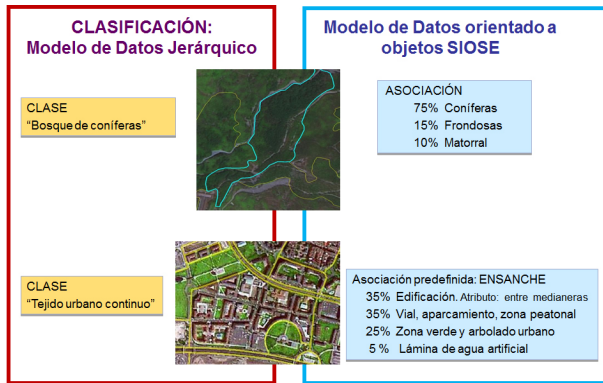 CLASIFICACIÓN:
Modelo de Datos Jerárquico
Modelo de Datos orientado a
objetos SIOSE
CLASE
“Bosque de coníferas”
ASOCIACIÓN
75% Coníferas
15% Frondosas
10% Matorral
CLASE
“Tejido urbano continuo”
Asociación predefinida: ENSANCHE
35% Edificación. Atributo: entre medianeras
35% Vial, aparcamiento, zona peatonal
25% Zona verde y arbolado urbano
5 % Lámina de agua artificial